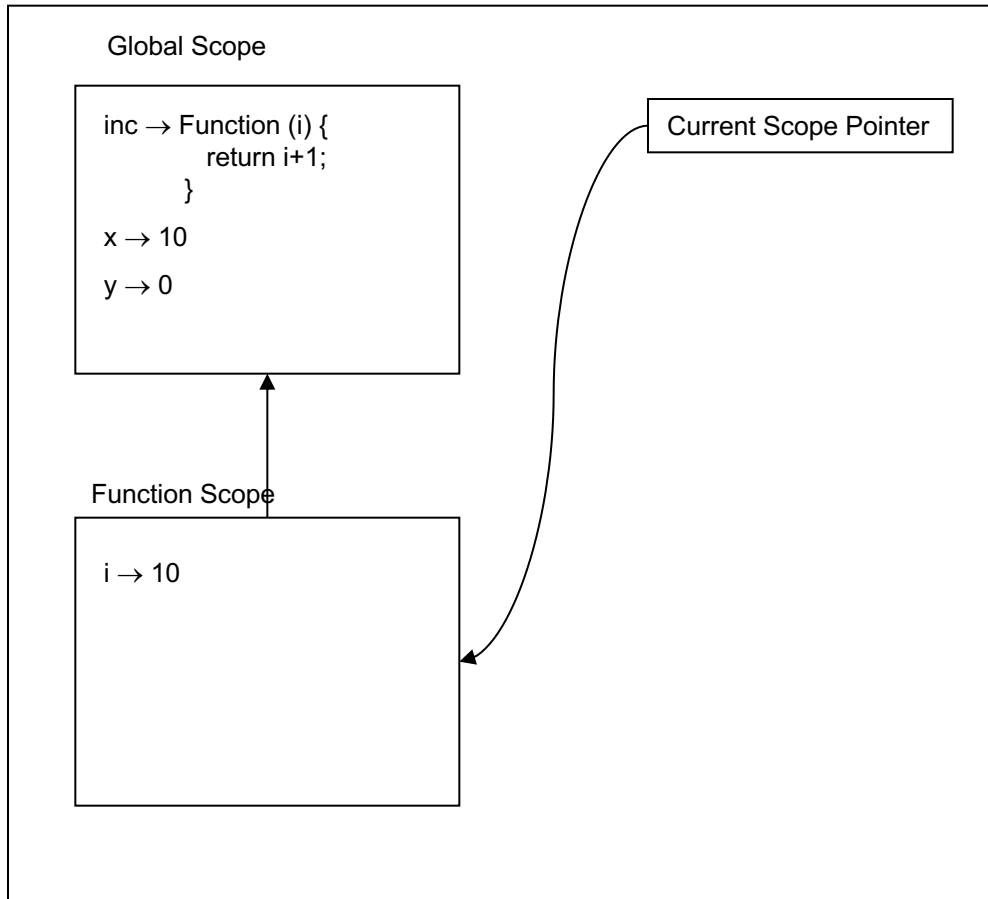 Global Scope
inc → Function (i) {
return i+1;
}
x → 10
y → 0
Current Scope Pointer
Function Scope
i → 10